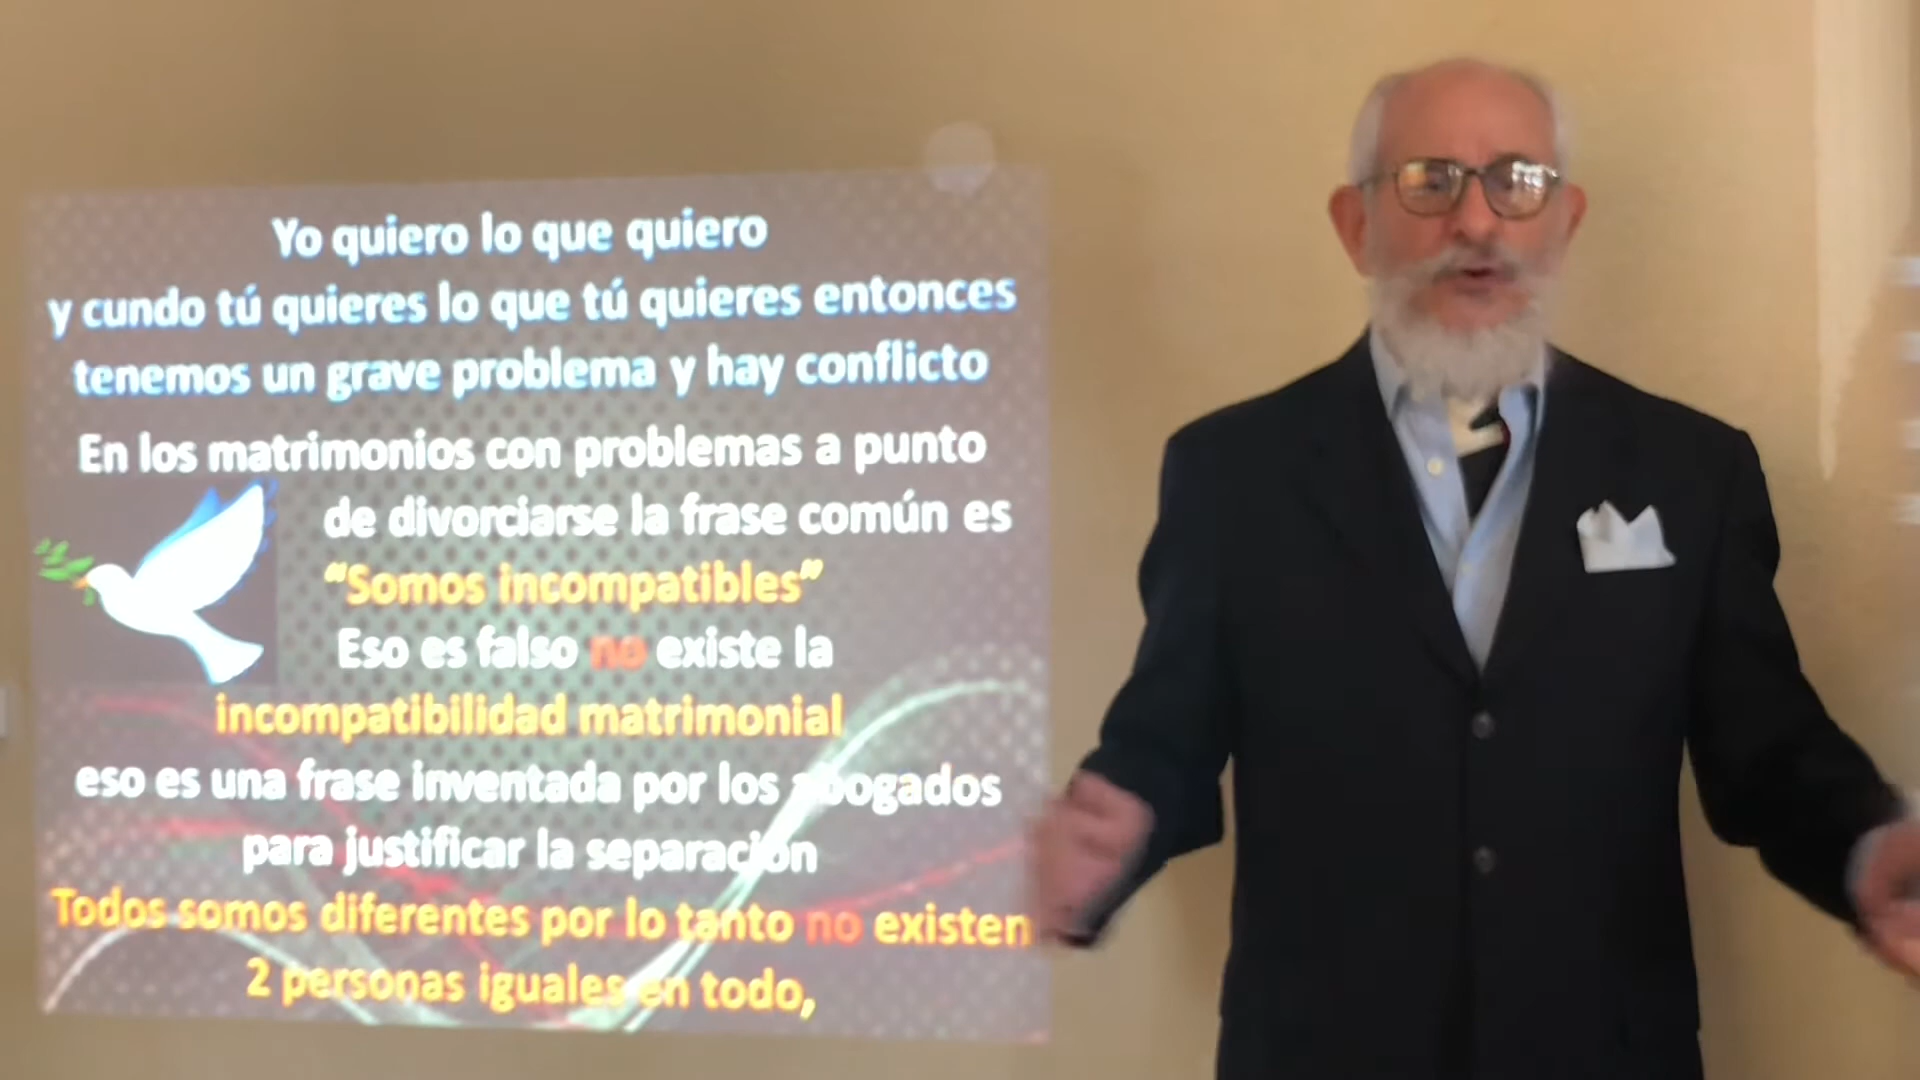 Yo quiero lo que quiero
y cundo tú quieres lo que tú quieres entonces
tenemos un grave problema y hay conflicto
En los matrimonios con problemas a punto
de divorciarse la frase común es
“Somos incompatibles”
Eso es falso no existe la
incompatibilidad matrimonial
eso es una frase inventada por los abogados
para justificar la separación
Todos somos diferentes por lo tanto no existen
2 personas iguales en todo,